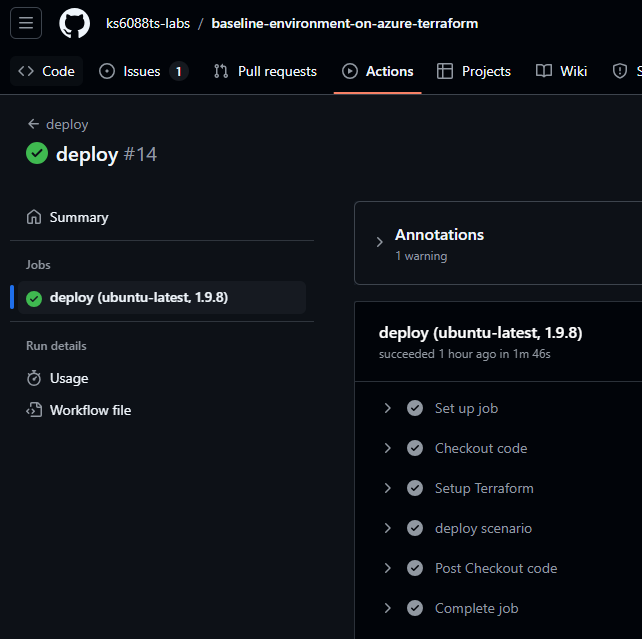 ks6088ts-labs / baseline-environment-on-azure-terraform
Code Issues 1 Pull requests Actions Projects Wiki S
deploy
deploy #14
Summary
Jobs
deploy (ubuntu-latest, 1.9.8)
Run details
Usage
Workflow file
Annotations
1 warning
deploy (ubuntu-latest, 1.9.8)
succeeded 1 hour ago in 1m 46s
Set up job
Checkout code
Setup Terraform
deploy scenario
Post Checkout code
Complete job